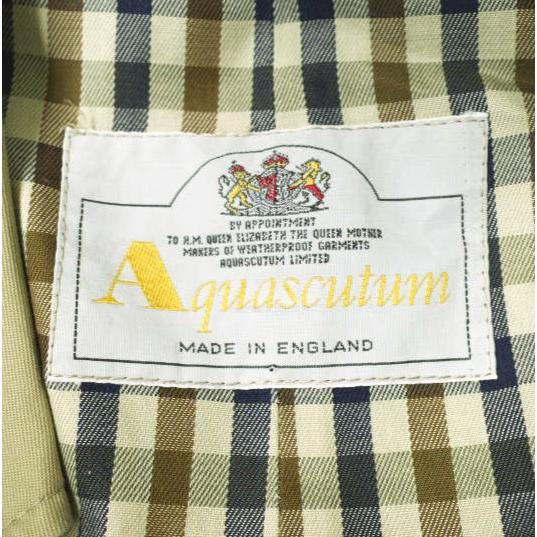 BY APPOINTMENT
TO H.M. QUEEN ELIZABETH THE QUEEN MOTHER
MAKERS OF WEATHERPROOF GARMENTS
AQUASCUTUM LIMITED
Aquascutum
MADE IN ENGLAND